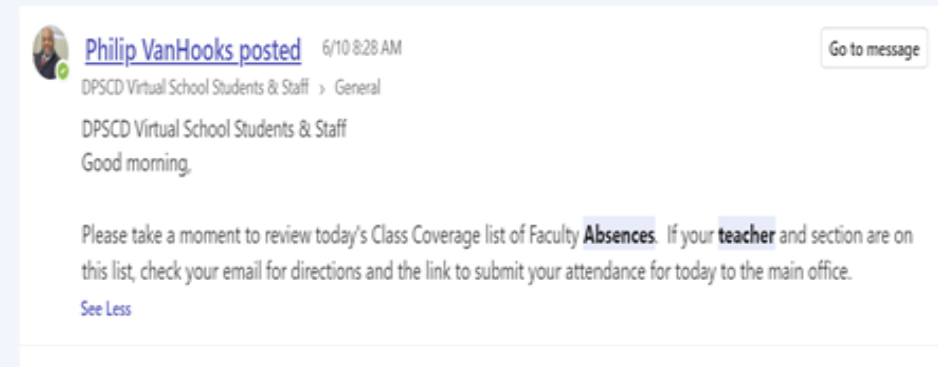 Philip VanHooks posted 6/10 8:28 AM Go to message
DPSCD Virtual School Students & Staff › General
DPSCD Virtual School Students & Staff
Good morning,
Please take a moment to review today's Class Coverage list of Faculty Absences. If your teacher and section are on
this list, check your email for directions and the link to submit your attendance for today to the main office.
See Less